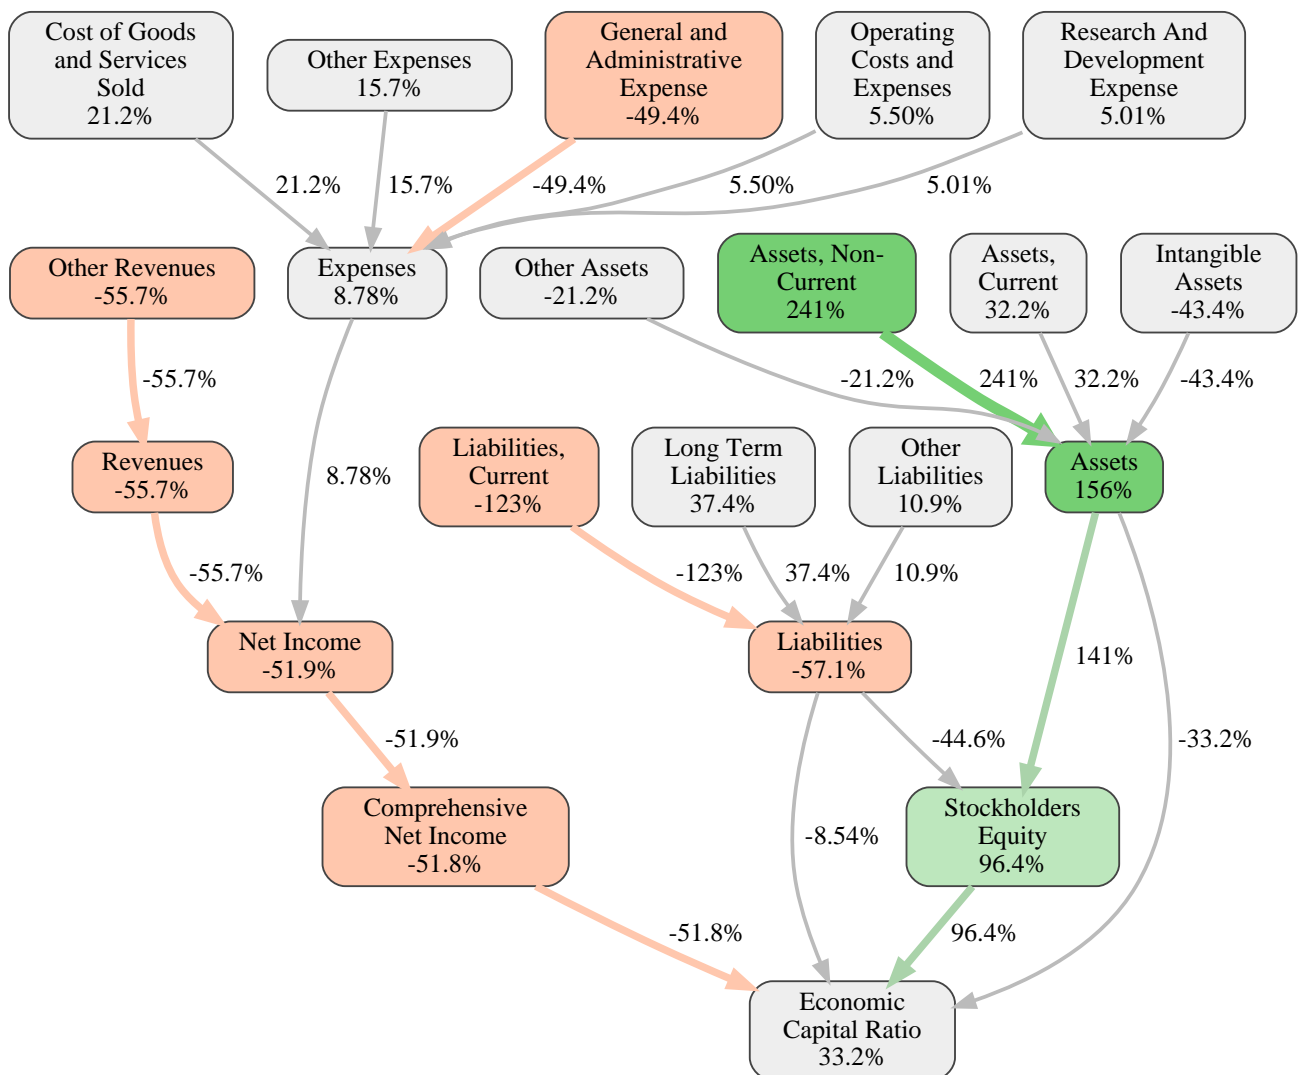 Cost of Goods
and Services
Sold
21.2%
Other Expenses
15.7%
General and
Administrative
Expense
-49.4%
Operating
Costs and
Expenses
5.50%
Research And
Development
Expense
5.01%
21.2%
15.7%
-49.4%
5.50%
5.01%
Other Revenues
-55.7%
Expenses
8.78%
Other Assets
-21.2%
Assets, Non-
Current
241%
Assets,
Current
32.2%
Intangible
Assets
-43.4%
-55.7%
-21.2%
241%
32.2%
-43.4%
Revenues
-55.7%
8.78%
Liabilities,
Current
-123%
Long Term
Liabilities
37.4%
Other
Liabilities
10.9%
Assets
156%
-55.7%
-123%
37.4%
10.9%
Net Income
-51.9%
Liabilities
-57.1%
141%
-51.9%
-44.6%
-33.2%
Comprehensive
Net Income
-51.8%
-8.54%
Stockholders
Equity
96.4%
-51.8%
96.4%
Economic
Capital Ratio
33.2%